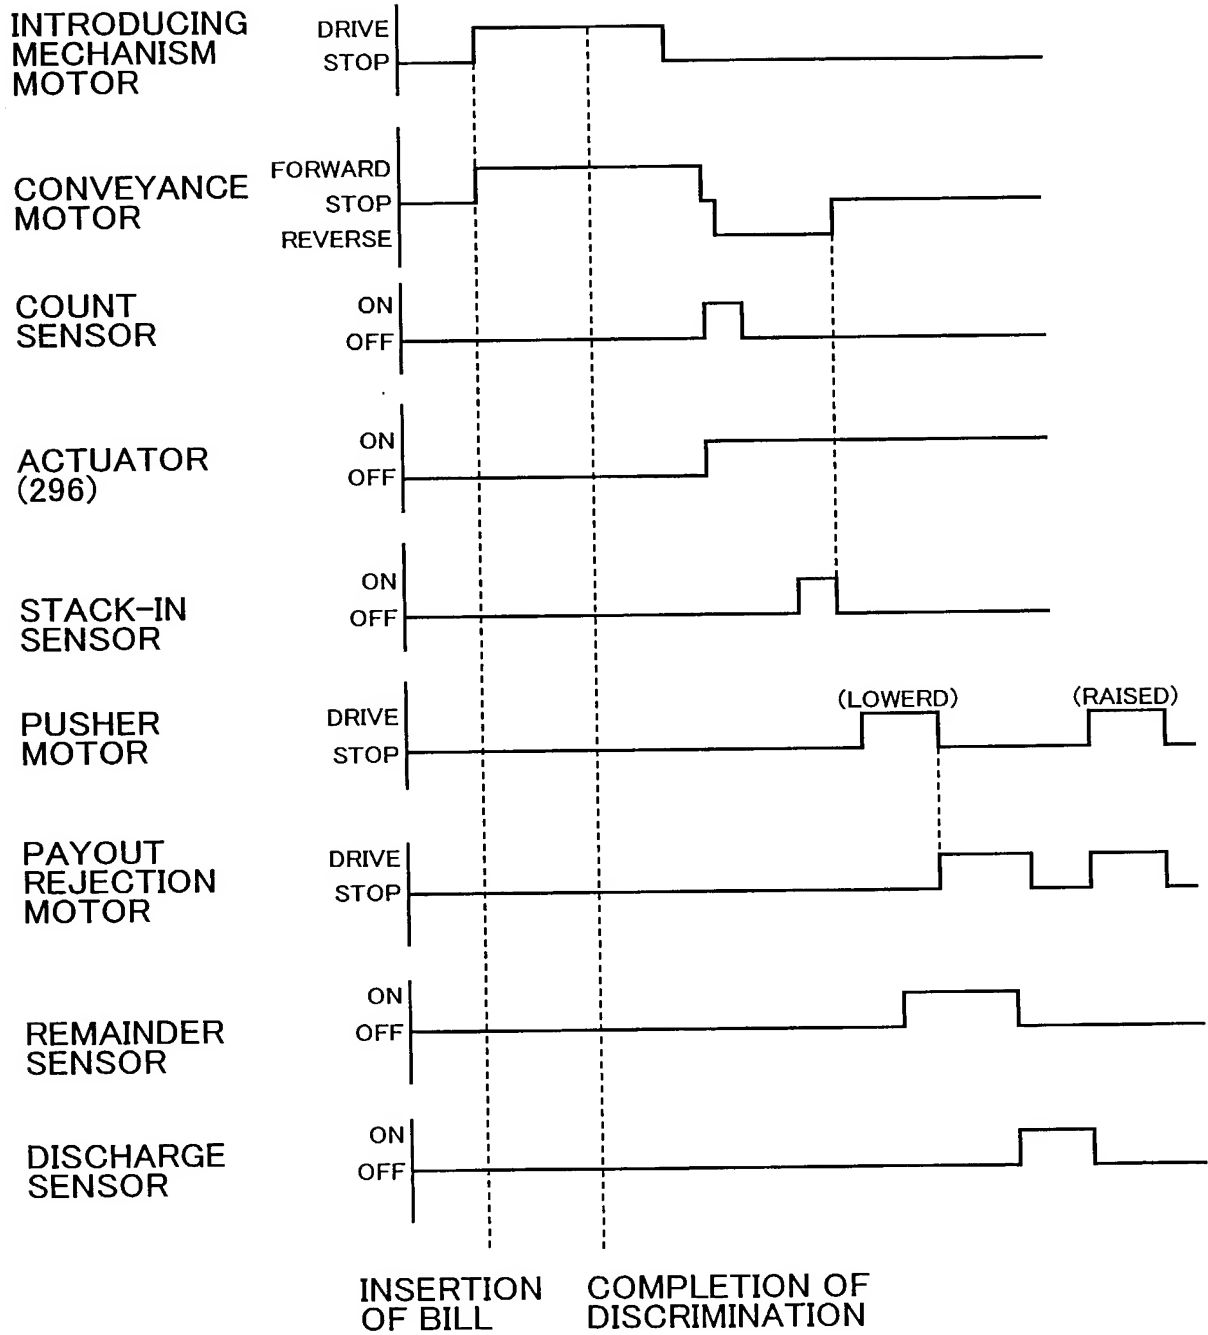 INTRODUCING
MECHANISM
MOTOR
DRIVE
STOP
CONVEYANCE
MOTOR
FORWARD
STOP
REVERSE
COUNT
SENSOR
ON
OFF
ACTUATOR
(296)
ON
OFF
STACK-IN
SENSOR
ON
OFF
PUSHER
MOTOR
DRIVE
STOP
(LOWERD)
(RAISED)
PAYOUT
REJECTION
MOTOR
DRIVE
STOP
REMAINDER
SENSOR
ON
OFF
DISCHARGE
SENSOR
ON
OFF
INSERTION
OF BILL
COMPLETION OF
DISCRIMINATION